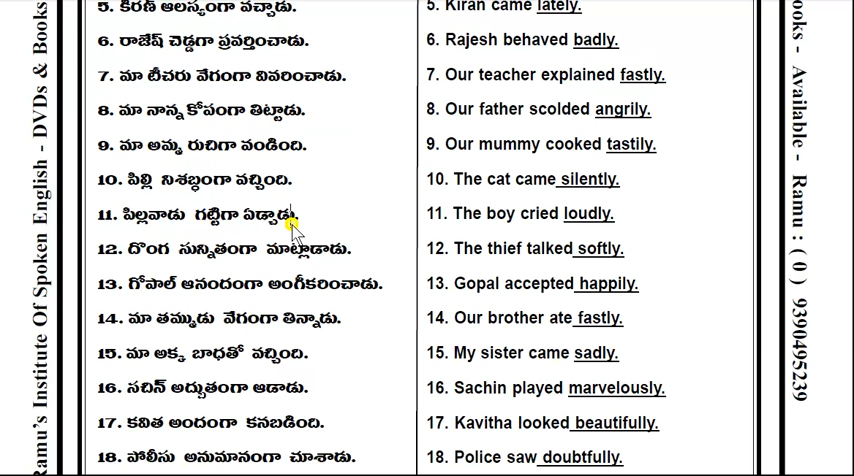 5. కిరణ్ ఆలస్యంగా వచ్చాడు.
6. రాజేష్ చెడ్డగా ప్రవర్తించాడు.
7. మా టీచరు వేగంగా వివరించాడు.
8. మా నాన్న కోపంగా తిట్టాడు.
9. మా అమ్మ రుచిగా వండింది.
10. పిల్లి నిశబ్ధంగా వచ్చింది.
11. పిల్లవాడు గట్టిగా ఏడ్చాడు.
12. దొంగ సున్నితంగా మాట్లాడాడు.
13. గోపాల్ ఆనందంగా అంగీకరించాడు.
14. మా తమ్ముడు వేగంగా తిన్నాడు.
15. మా అక్క బాధతో వచ్చింది.
16. సచిన్ అద్బుతంగా ఆడాడు.
17. కవిత అందంగా కనబడింది.
18. పోలీసు అనుమానంగా చూశాడు.
5. Kiran came lately.
6. Rajesh behaved badly.
7. Our teacher explained fastly.
8. Our father scolded angrily.
9. Our mummy cooked tastily.
10. The cat came silently.
11. The boy cried loudly.
12. The thief talked softly.
13. Gopal accepted happily.
14. Our brother ate fastly.
15. My sister came sadly.
16. Sachin played marvelously.
17. Kavitha looked beautifully.
18. Police saw doubtfully.
Ramu's Institute Of Spoken English - DVDs & Books
ooks - Available - Ramu : ( 0 ) 9390495239